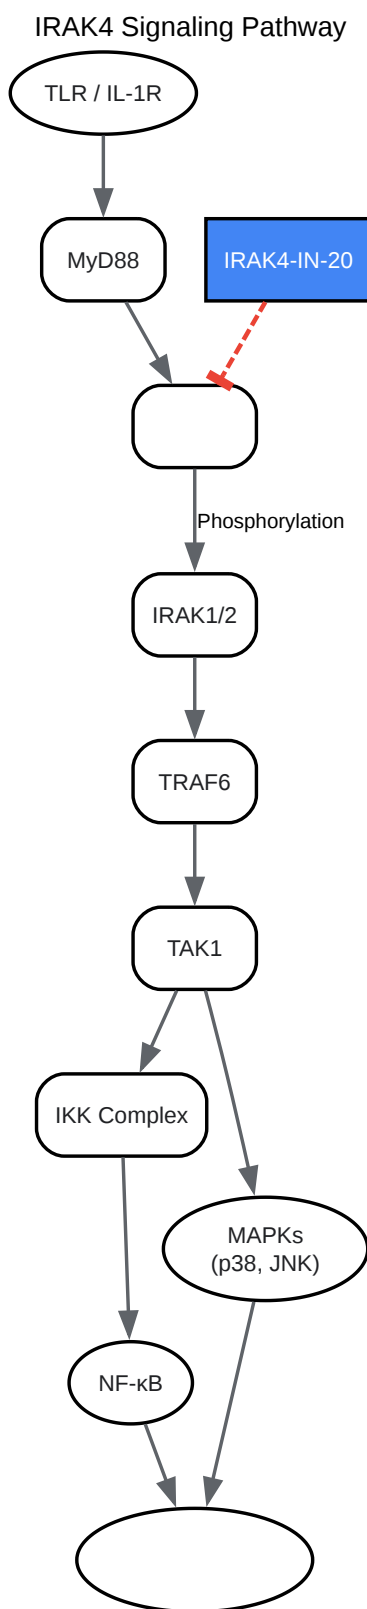 IRAK4 Signaling Pathway
TLR / IL-1R
MyD88
IRAK4-IN-20
Phosphorylation
IRAK1/2
TRAF6
TAK1
IKK Complex
MAPKs
(p38, JNK)
NF-κB